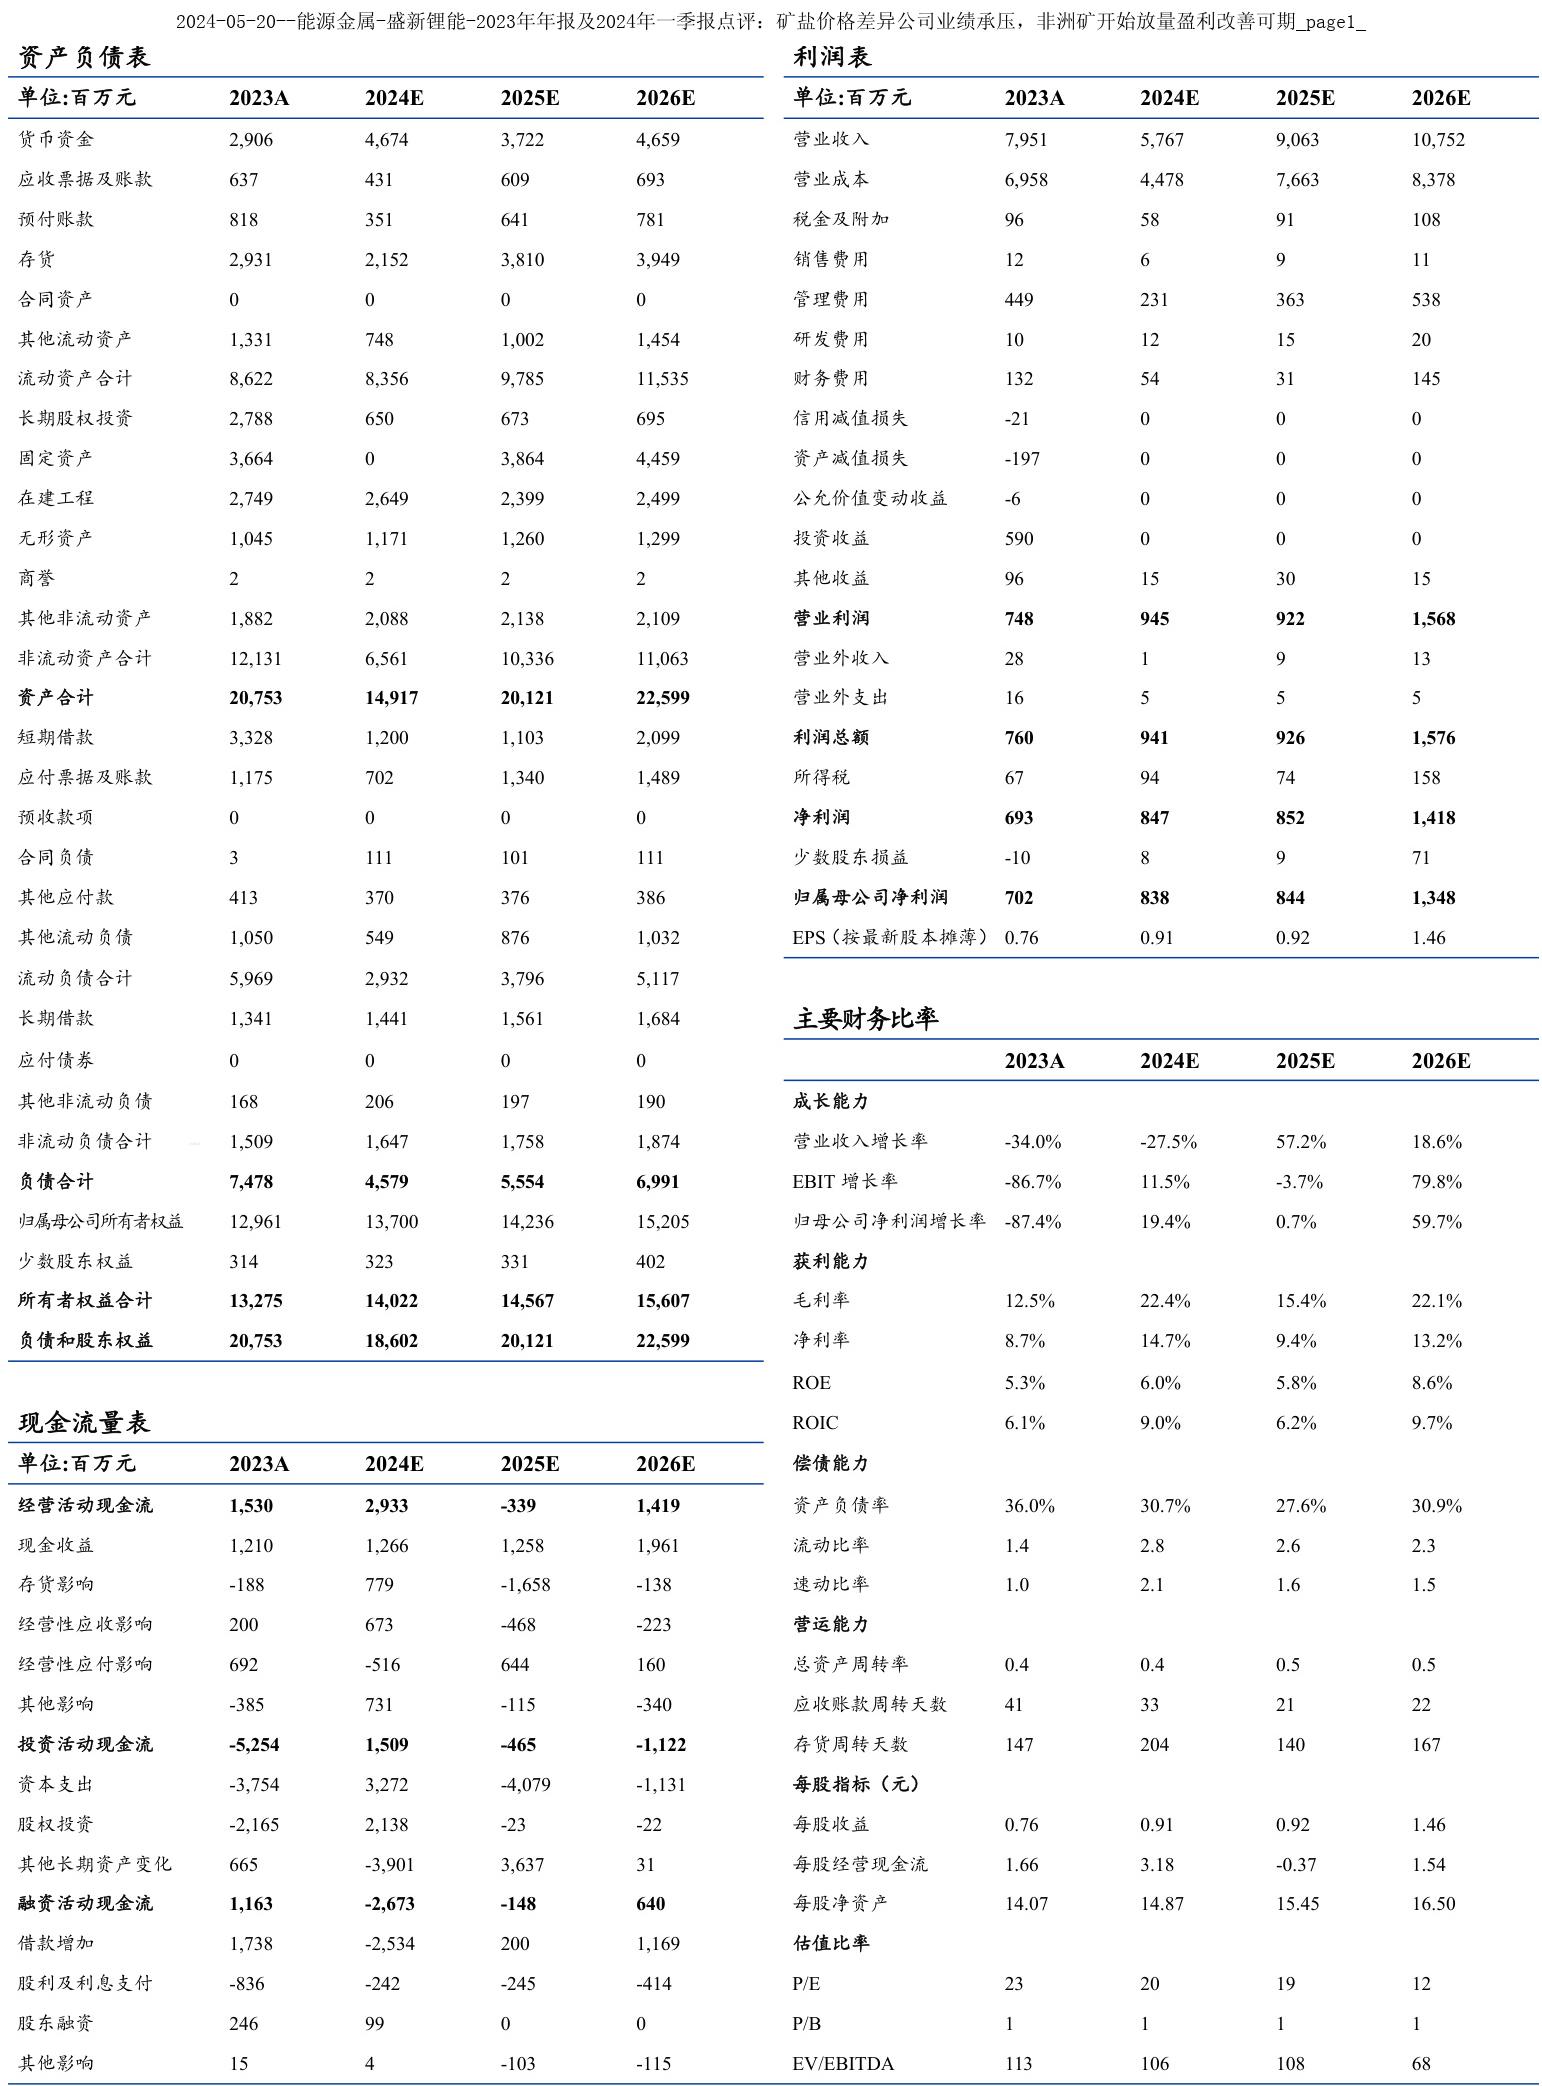 2024-05-20--能源金属-盛新锂能-2023年年报及2024年一季报点评：矿盐价格差异公司业绩承压，非洲矿开始放量盈利改善可期_page1_
资产负债表
单位:百万元 2023A 2024E 2025E 2026E
货币资金 2,906 4,674 3,722 4,659
应收票据及账款 637 431 609 693
预付账款 818 351 641 781
存货 2,931 2,152 3,810 3,949
合同资产 0 0 0 0
其他流动资产 1,331 748 1,002 1,454
流动资产合计 8,622 8,356 9,785 11,535
长期股权投资 2,788 650 673 695
固定资产 3,664 0 3,864 4,459
在建工程 2,749 2,649 2,399 2,499
无形资产 1,045 1,171 1,260 1,299
商誉 2 2 2 2
其他非流动资产 1,882 2,088 2,138 2,109
非流动资产合计 12,131 6,561 10,336 11,063
资产合计 20,753 14,917 20,121 22,599
短期借款 3,328 1,200 1,103 2,099
应付票据及账款 1,175 702 1,340 1,489
预收款项 0 0 0 0
合同负债 3 111 101 111
其他应付款 413 370 376 386
其他流动负债 1,050 549 876 1,032
流动负债合计 5,969 2,932 3,796 5,117
长期借款 1,341 1,441 1,561 1,684
应付债券 0 0 0 0
其他非流动负债 168 206 197 190
非流动负债合计 1,509 1,647 1,758 1,874
负债合计 7,478 4,579 5,554 6,991
归属母公司所有者权益 12,961 13,700 14,236 15,205
少数股东权益 314 323 331 402
所有者权益合计 13,275 14,022 14,567 15,607
负债和股东权益 20,753 18,602 20,121 22,599
现金流量表
单位:百万元 2023A 2024E 2025E 2026E
经营活动现金流 1,530 2,933 -339 1,419
现金收益 1,210 1,266 1,258 1,961
存货影响 -188 779 -1,658 -138
经营性应收影响 200 673 -468 -223
经营性应付影响 692 -516 644 160
其他影响 -385 731 -115 -340
投资活动现金流 -5,254 1,509 -465 -1,122
资本支出 -3,754 3,272 -4,079 -1,131
股权投资 -2,165 2,138 -23 -22
其他长期资产变化 665 -3,901 3,637 31
融资活动现金流 1,163 -2,673 -148 640
借款增加 1,738 -2,534 200 1,169
股利及利息支付 -836 -242 -245 -414
股东融资 246 99 0 0
其他影响 15 4 -103 -115
利润表
单位:百万元 2023A 2024E 2025E 2026E
营业收入 7,951 5,767 9,063 10,752
营业成本 6,958 4,478 7,663 8,378
税金及附加 96 58 91 108
销售费用 12 6 9 11
管理费用 449 231 363 538
研发费用 10 12 15 20
财务费用 132 54 31 145
信用减值损失 -21 0 0 0
资产减值损失 -197 0 0 0
公允价值变动收益 -6 0 0 0
投资收益 590 0 0 0
其他收益 96 15 30 15
营业利润 748 945 922 1,568
营业外收入 28 1 9 13
营业外支出 16 5 5 5
利润总额 760 941 926 1,576
所得税 67 94 74 158
净利润 693 847 852 1,418
少数股东损益 -10 8 9 71
归属母公司净利润 702 838 844 1,348
EPS（按最新股本摊薄） 0.76 0.91 0.92 1.46
主要财务比率
2023A 2024E 2025E 2026E
成长能力
营业收入增长率 -34.0% -27.5% 57.2% 18.6%
EBIT 增长率 -86.7% 11.5% -3.7% 79.8%
归母公司净利润增长率 -87.4% 19.4% 0.7% 59.7%
获利能力
毛利率 12.5% 22.4% 15.4% 22.1%
净利率 8.7% 14.7% 9.4% 13.2%
ROE 5.3% 6.0% 5.8% 8.6%
ROIC 6.1% 9.0% 6.2% 9.7%
偿债能力
资产负债率 36.0% 30.7% 27.6% 30.9%
流动比率 1.4 2.8 2.6 2.3
速动比率 1.0 2.1 1.6 1.5
营运能力
总资产周转率 0.4 0.4 0.5 0.5
应收账款周转天数 41 33 21 22
存货周转天数 147 204 140 167
每股指标（元）
每股收益 0.76 0.91 0.92 1.46
每股经营现金流 1.66 3.18 -0.37 1.54
每股净资产 14.07 14.87 15.45 16.50
估值比率
P/E 23 20 19 12
P/B 1 1 1 1
EV/EBITDA 113 106 108 68